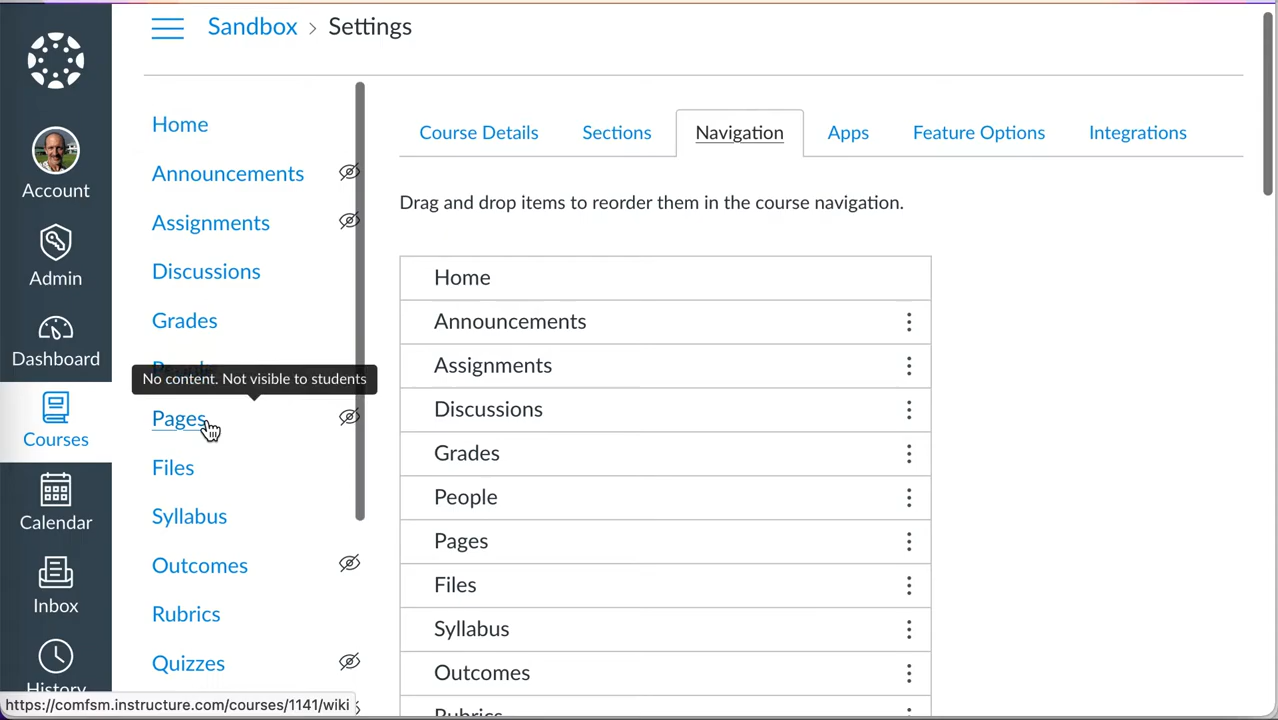 Sandbox > Settings
Account
Admin
Dashboard
Courses
Calendar
Inbox
History
Home
Announcements
Assignments
Discussions
Grades
No content. Not visible to students
Pages
Files
Syllabus
Outcomes
Rubrics
Quizzes
https://comfsm.instructure.com/courses/1141/wiki
Course Details
Sections
Navigation
Apps
Feature Options
Integrations
Drag and drop items to reorder them in the course navigation.
Home
Announcements
Assignments
Discussions
Grades
People
Pages
Files
Syllabus
Outcomes
Rubrics